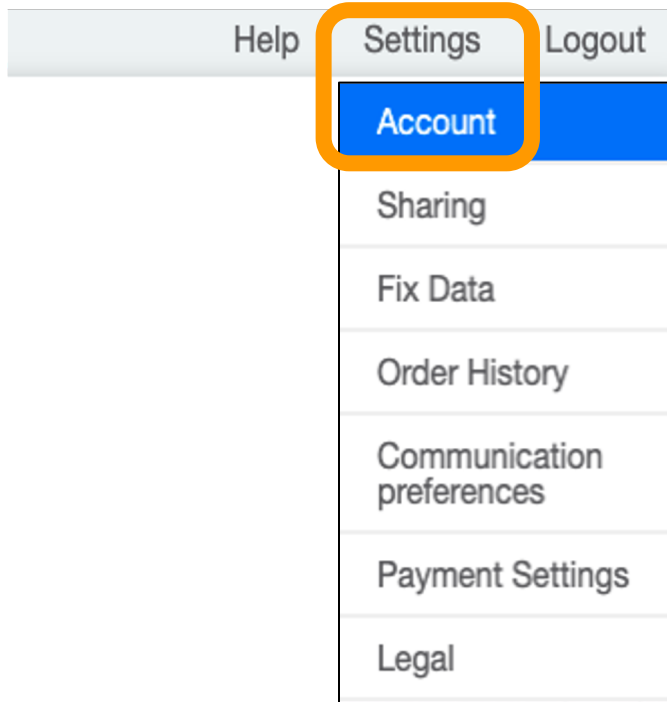 Help Settings Logout
Account
Sharing
Fix Data
Order History
Communication
preferences
Payment Settings
Legal